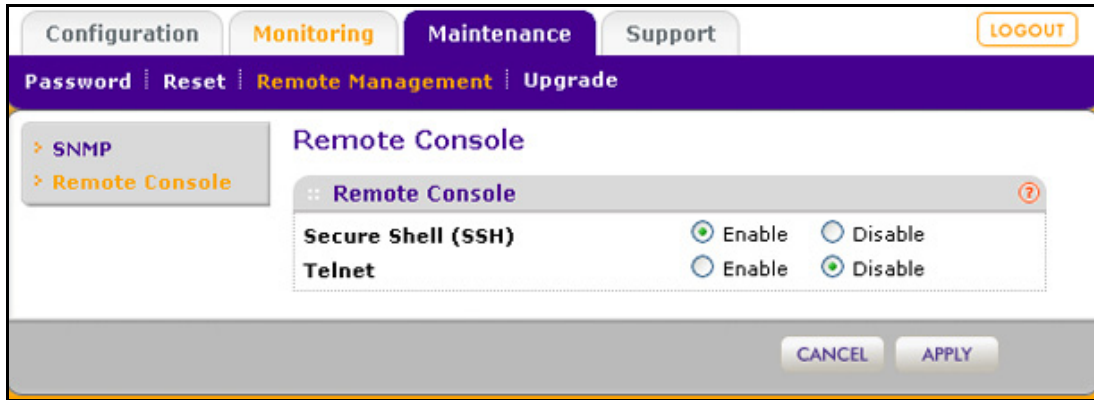 Configuration Monitoring Maintenance Support LOGOUT
Password Reset Remote Management Upgrade
SNMP
Remote Console
Remote Console
Remote Console ?
Secure Shell (SSH) Enable Disable
Telnet Enable Disable
CANCEL APPLY